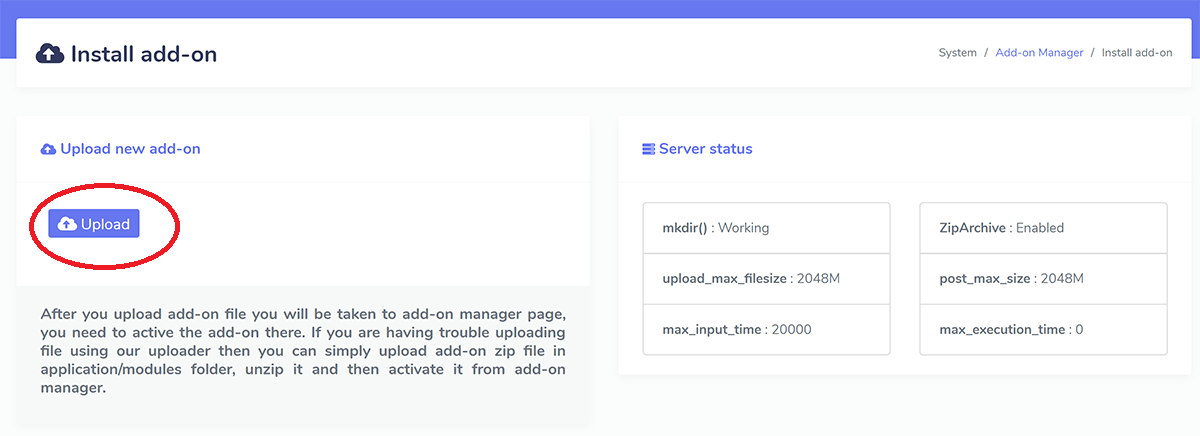 Install add-on
System / Add-on Manager / Install add-on
Upload new add-on
Upload
After you upload add-on file you will be taken to add-on manager page,
you need to active the add-on there. If you are having trouble uploading
file using our uploader then you can simply upload add-on zip file in
application/modules folder, unzip it and then activate it from add-on
manager.
Server status
mkdir() : Working
ZipArchive : Enabled
upload_max_filesize : 2048M
post_max_size : 2048M
max_input_time : 20000
max_execution_time : 0